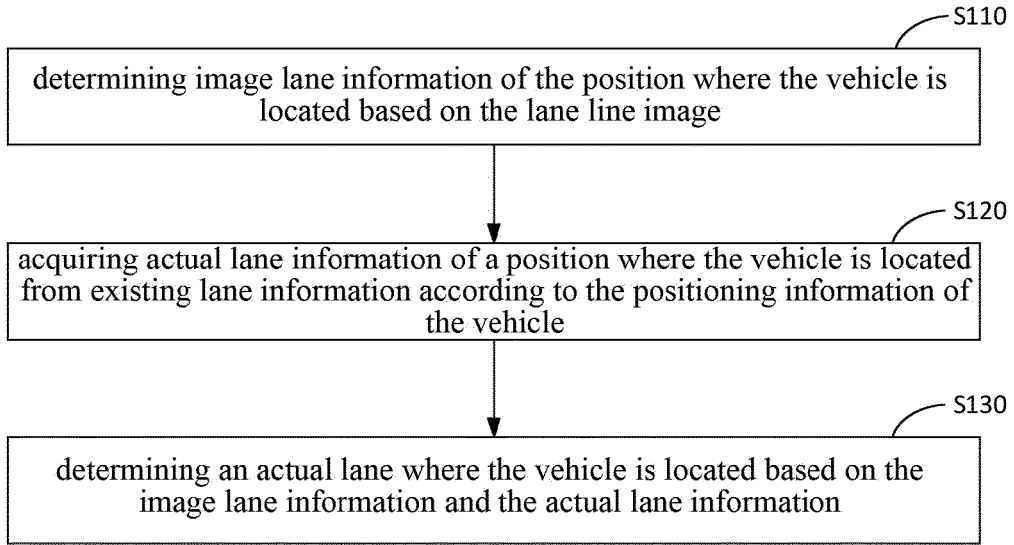 S110
determining image lane information of the position where the vehicle is
located based on the lane line image
S120
acquiring actual lane information of a position where the vehicle is located
from existing lane information according to the positioning information of
the vehicle
S130
determining an actual lane where the vehicle is located based on the
image lane information and the actual lane information